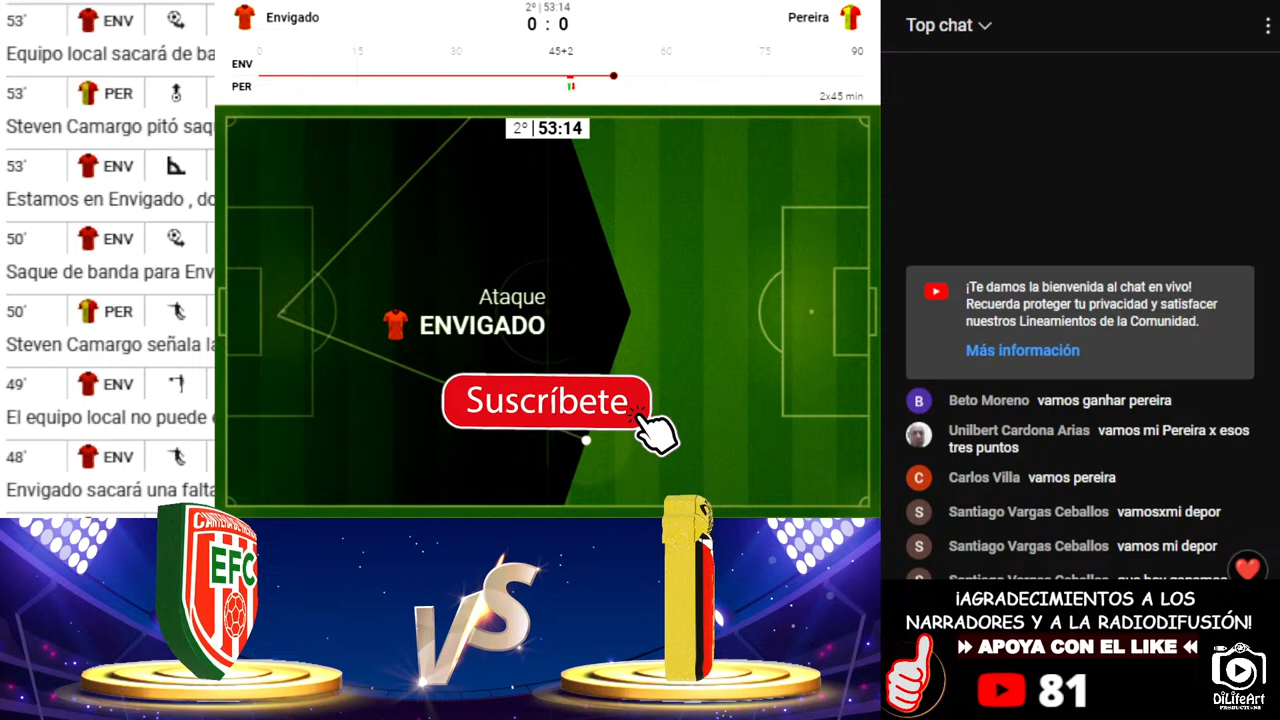 53'
ENV
Equipo local sacará de ba
53'
PER
Steven Camargo pitó saqu
53'
ENV
Estamos en Envigado , do
50'
ENV
Saque de banda para Env
50'
PER
Steven Camargo señala la
49'
ENV
El equipo local no puede
48'
ENV
Envigado sacará una falta
Envigado
2º | 53:14
0 : 0
Pereira
0 15 30 45+2 60 75 90
ENV
PER
2x45 min
2º | 53:14
Ataque
ENVIGADO
Suscríbete
EFC
VS
Top chat
¡Te damos la bienvenida al chat en vivo!
Recuerda proteger tu privacidad y satisfacer
nuestros Lineamientos de la Comunidad.
Más información
B Beto Moreno vamos ganhar pereira
Unilbert Cardona Arias vamos mi Pereira x esos
tres puntos
C Carlos Villa vamos pereira
S Santiago Vargas Ceballos vamosxmi depor
S Santiago Vargas Ceballos vamos mi depor
¡AGRADECIMIENTOS A LOS
NARRADORES Y A LA RADIODIFUSIÓN!
APOYA CON EL LIKE
81
DiLifeArt
PRODUCTIONS